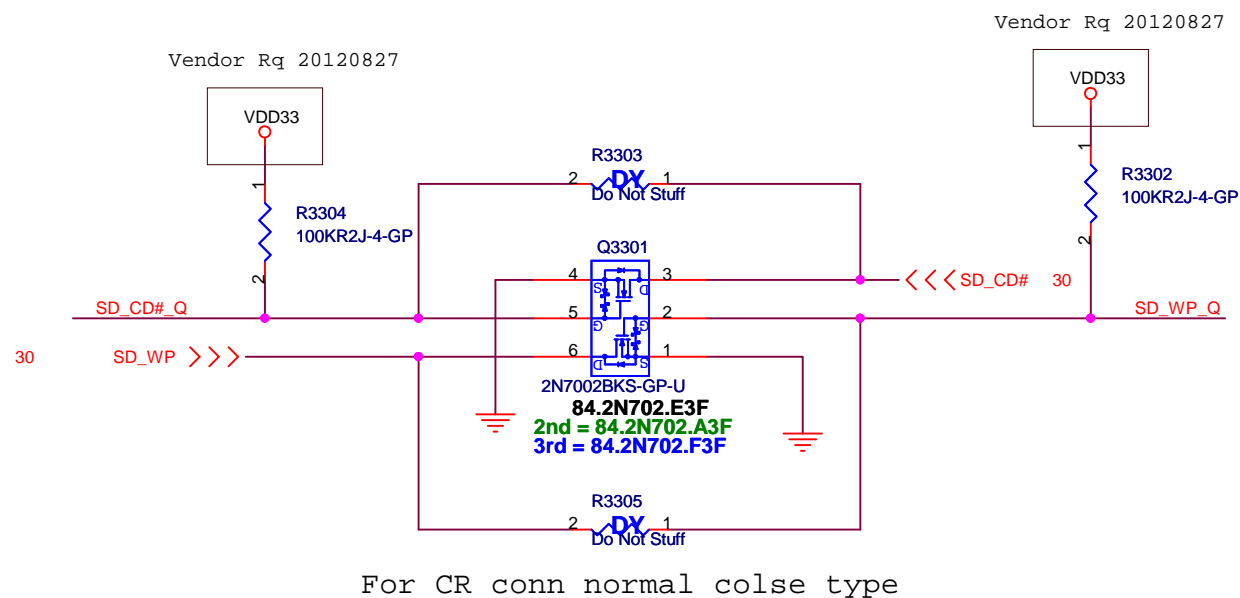 Vendor Rq 20120827
Vendor Rq 20120827
VDD33
VDD33
R3303
2 DY 1
Do Not Stuff
1
R3304
100KR2J-4-GP
2
1
R3302
100KR2J-4-GP
2
Q3301
4 S D 3
SD_CD# 30
SD_CD#_Q
5 G G 2
SD_WP_Q
30 SD_WP
6 D S 1
2N7002BKS-GP-U
84.2N702.E3F
2nd = 84.2N702.A3F
3rd = 84.2N702.F3F
R3305
2 DY 1
Do Not Stuff
For CR conn normal colse type